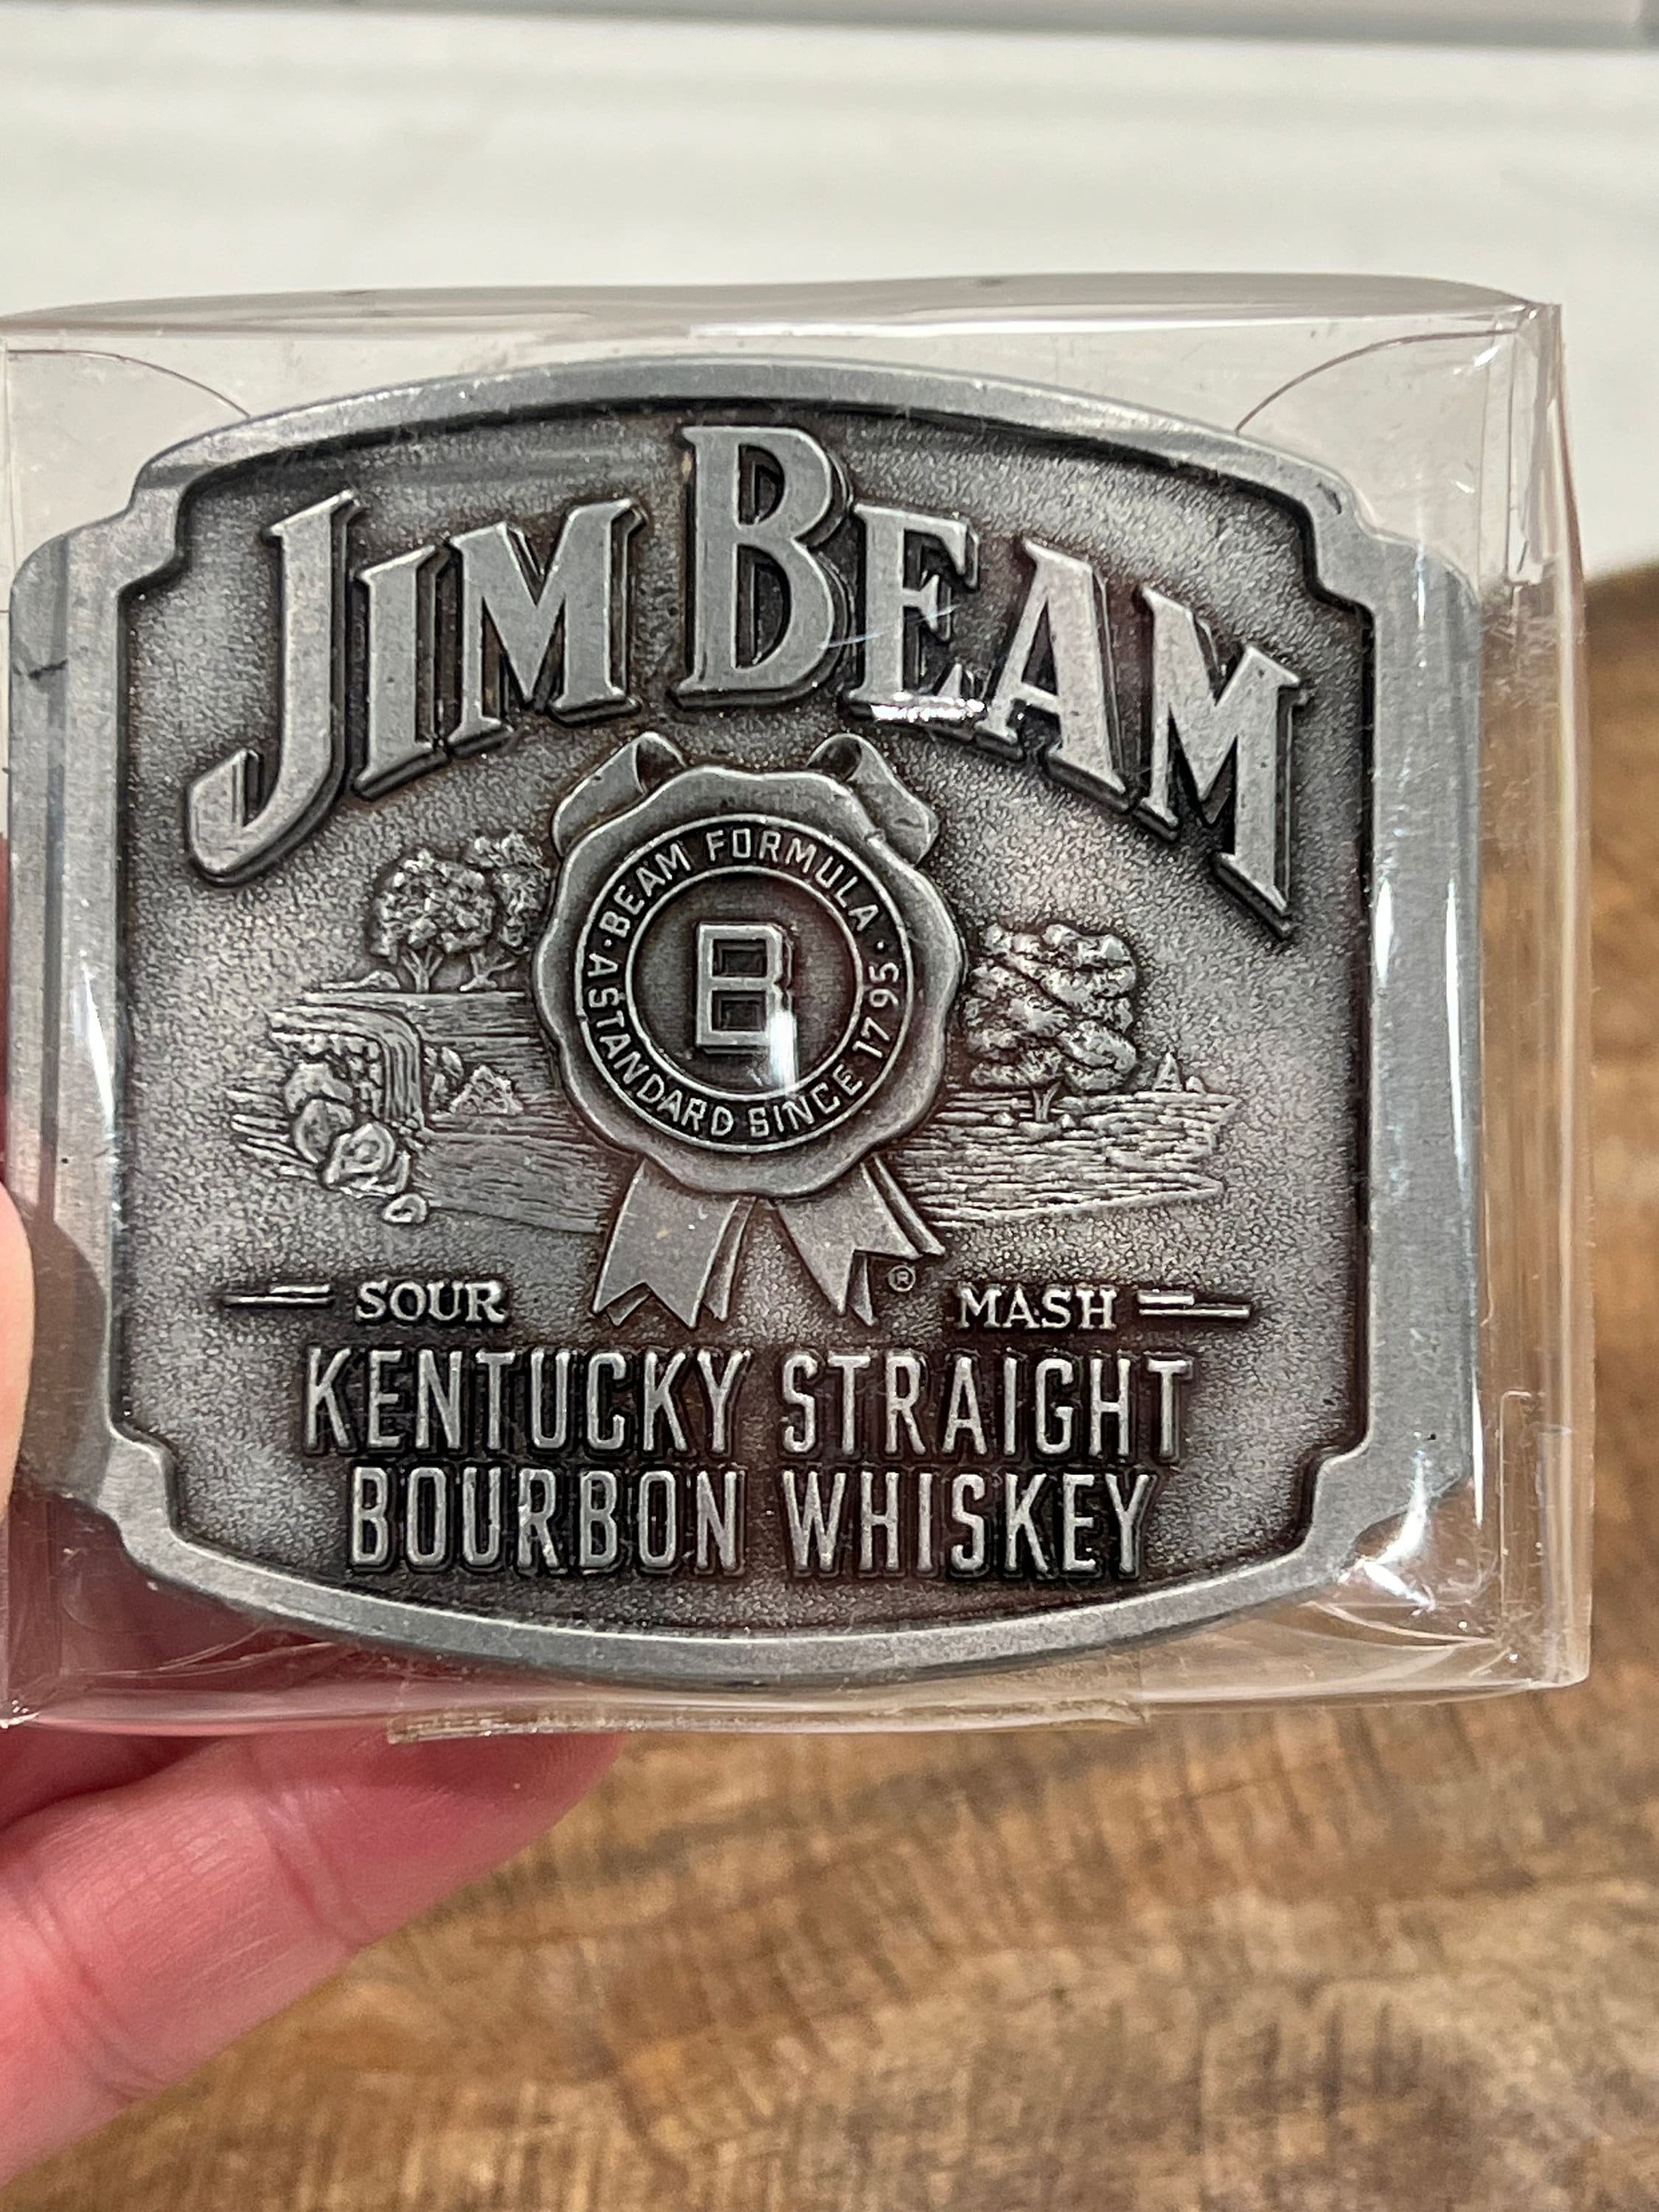 JIM BEAM
· BEAM FORMULA ·
A STANDARD SINCE 1795
B
®
SOUR MASH
KENTUCKY STRAIGHT
BOURBON WHISKEY